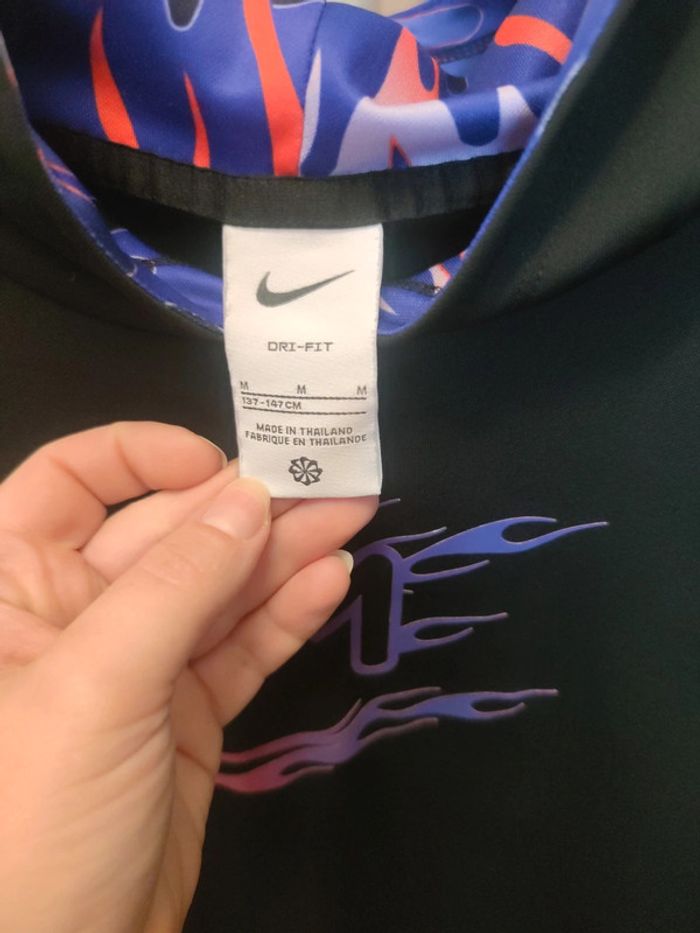 DRI-FIT
M M M
137-147CM
MADE IN THAILAND
FABRIQUE EN THAILANDE